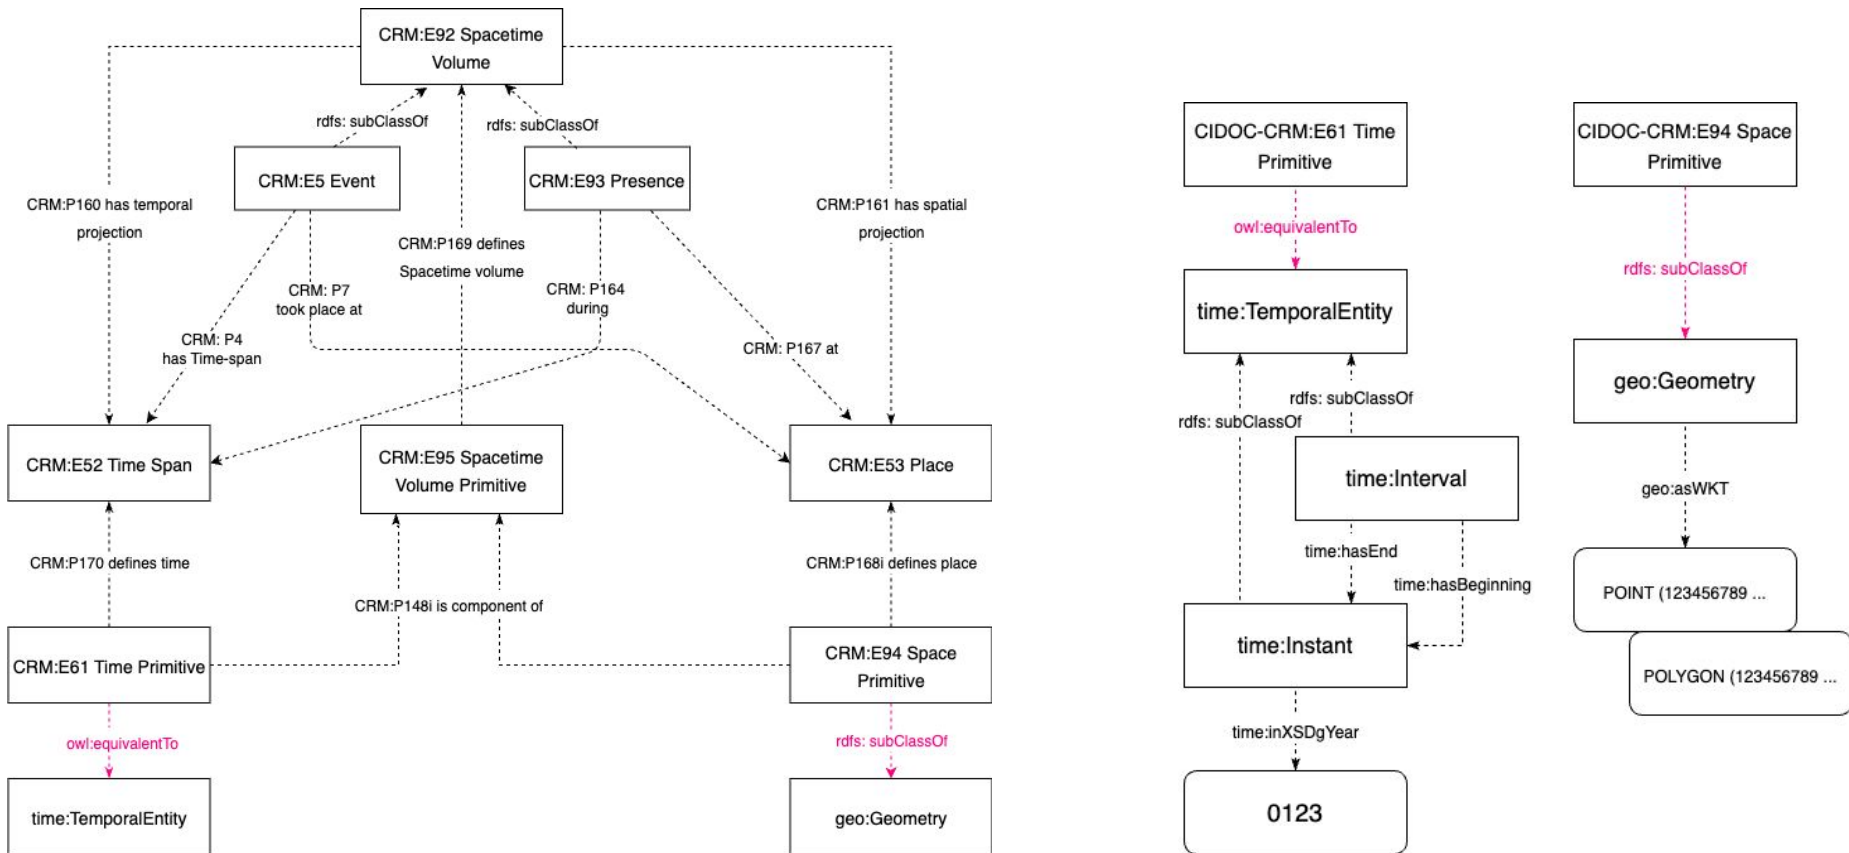 CRM:E92 Spacetime
Volume
rdfs: subClassOf
rdfs: subClassOf
CRM:E5 Event
CRM:E93 Presence
CRM:P160 has temporal
projection
CRM:P161 has spatial
projection
CRM:P169 defines
Spacetime volume
CRM: P7
took place at
CRM: P164
during
CRM: P4
has Time-span
CRM: P167 at
CRM:E52 Time Span
CRM:E95 Spacetime
Volume Primitive
CRM:E53 Place
CRM:P170 defines time
CRM:P168i defines place
CRM:P148i is component of
CRM:E61 Time Primitive
CRM:E94 Space
Primitive
owl:equivalentTo
rdfs: subClassOf
time:TemporalEntity
geo:Geometry
CIDOC-CRM:E61 Time
Primitive
owl:equivalentTo
time:TemporalEntity
rdfs: subClassOf
rdfs: subClassOf
time:Interval
time:hasEnd
time:hasBeginning
time:Instant
time:inXSDgYear
0123
CIDOC-CRM:E94 Space
Primitive
rdfs: subClassOf
geo:Geometry
geo:asWKT
POINT (123456789 ...
POLYGON (123456789 ...